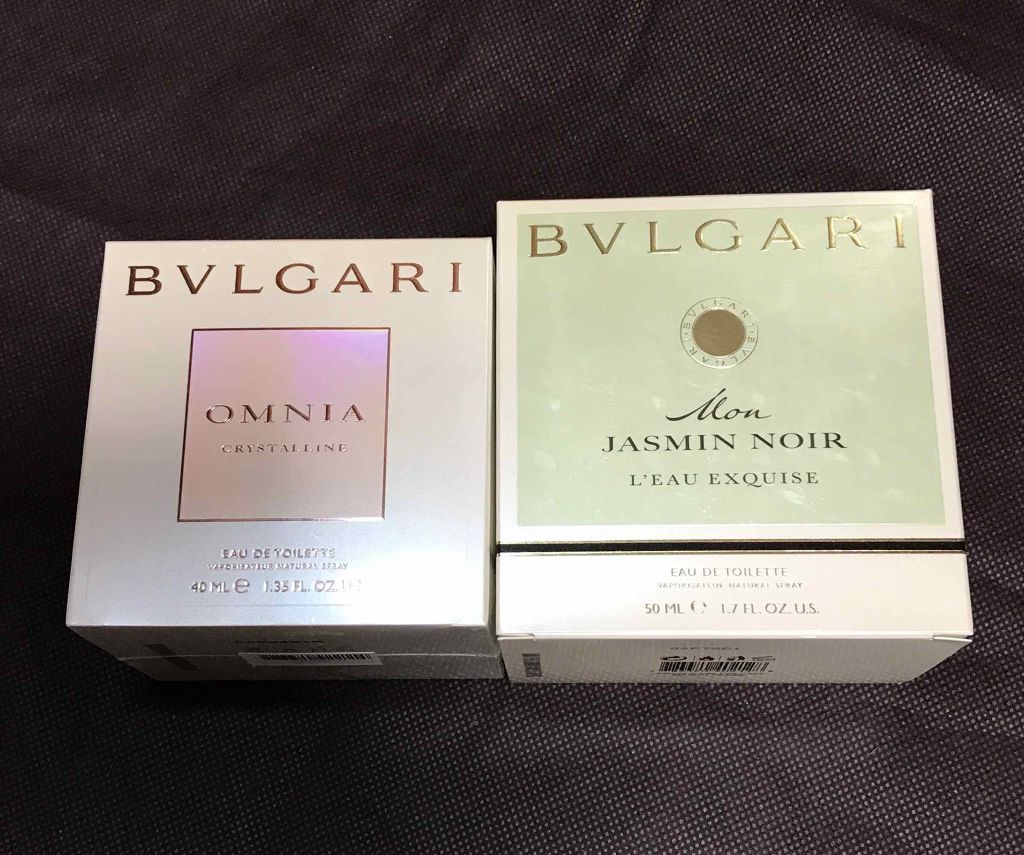 BVLGARI
OMNIA
CRYSTALLINE
EAU DE TOILETTE
VAPORISATEUR NATURAL SPRAY
40 ML e 1.35 FL. OZ. U.
BVLGARI
BVLGARI · BVLGARI ·
Mon
JASMIN NOIR
L'EAU EXQUISE
EAU DE TOILETTE
VAPORISATEUR NATURAL SPRAY
50 ML e 1.7 FL. OZ. U.S.